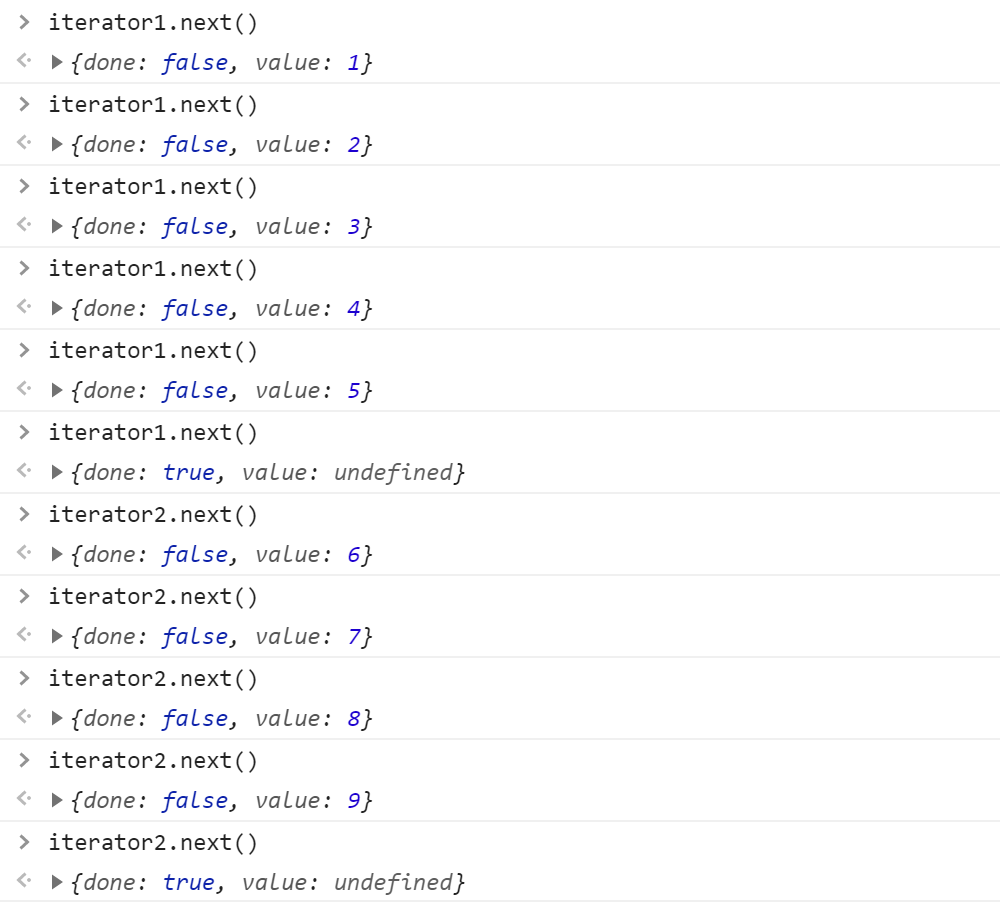 > iterator1.next()
{done: false, value: 1}
> iterator1.next()
{done: false, value: 2}
> iterator1.next()
{done: false, value: 3}
> iterator1.next()
{done: false, value: 4}
> iterator1.next()
{done: false, value: 5}
> iterator1.next()
{done: true, value: undefined}
> iterator2.next()
{done: false, value: 6}
> iterator2.next()
{done: false, value: 7}
> iterator2.next()
{done: false, value: 8}
> iterator2.next()
{done: false, value: 9}
> iterator2.next()
{done: true, value: undefined}